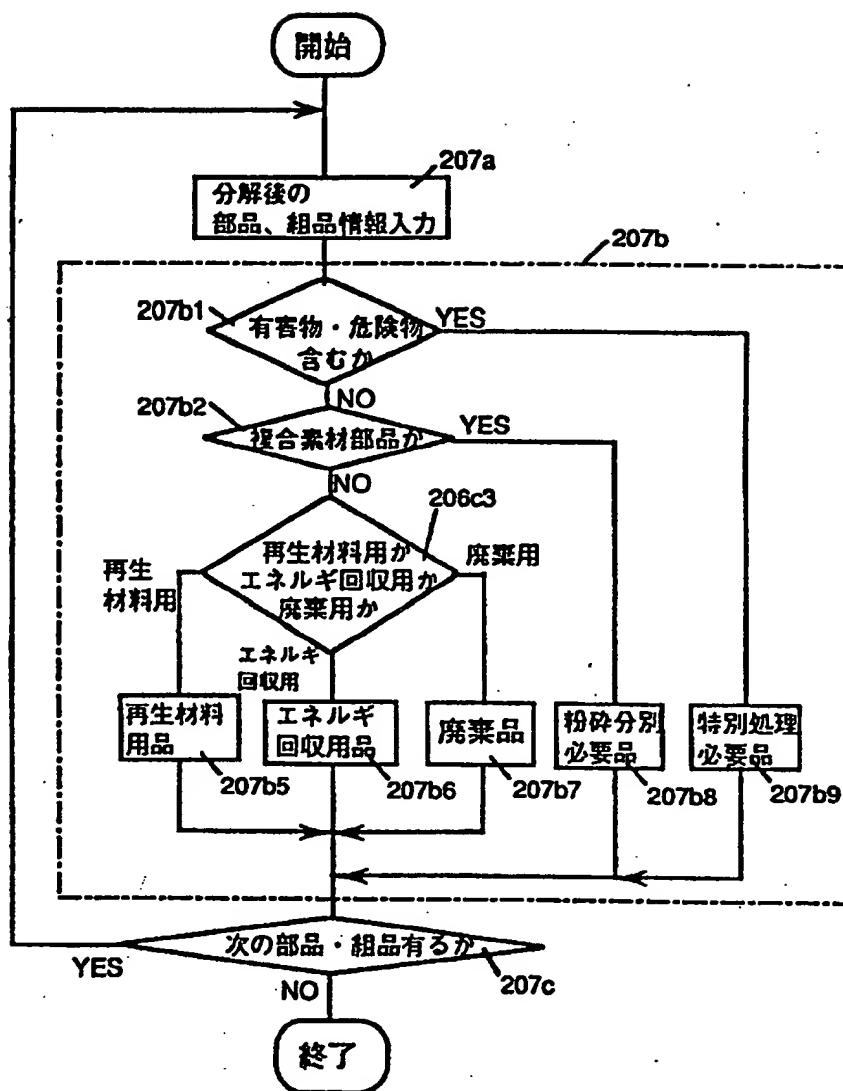 開始
207a
分解後の
部品、組品情報入力
207b
207b1
有害物・危険物
含むか
YES
NO
207b2
複合素材部品か
YES
NO
206c3
再生材料用か
エネルギ回収用か
廃棄用か
再生
材料用
廃棄用
エネルギ
回収用
再生材料
用品
エネルギ
回収用品
廃棄品
粉砕分別
必要品
特別処理
必要品
207b5
207b6
207b7
207b8
207b9
次の部品・組品有るか
YES
207c
NO
終了